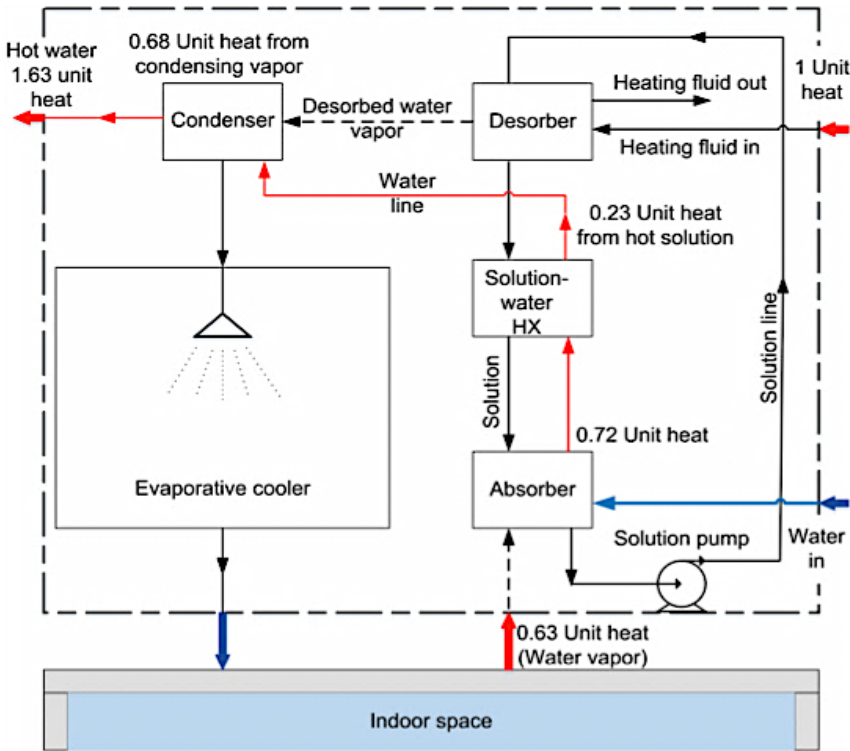 Hot water
1.63 unit
heat
0.68 Unit heat from
condensing vapor
Condenser
Desorbed water
vapor
Desorber
Heating fluid out
1 Unit
heat
Heating fluid in
Water
line
0.23 Unit heat
from hot solution
Solution-
water
HX
Solution line
Solution
0.72 Unit heat
Evaporative cooler
Absorber
Solution pump
Water
in
0.63 Unit heat
(Water vapor)
Indoor space